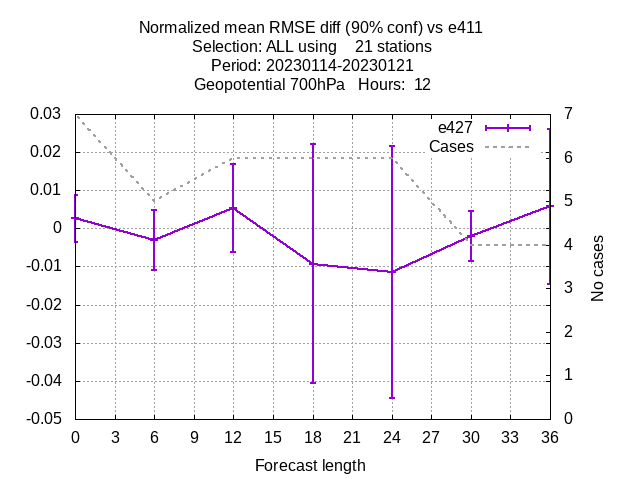 Normalized mean RMSE diff (90% conf) vs e411
Selection: ALL using    21 stations
Period: 20230114-20230121
Geopotential 700hPa   Hours:  12
e427
Cases
0.03
0.02
0.01
0
-0.01
-0.02
-0.03
-0.04
-0.05
7
6
5
4
3
2
1
0
No cases
0 3 6 9 12 15 18 21 24 27 30 33 36
Forecast length